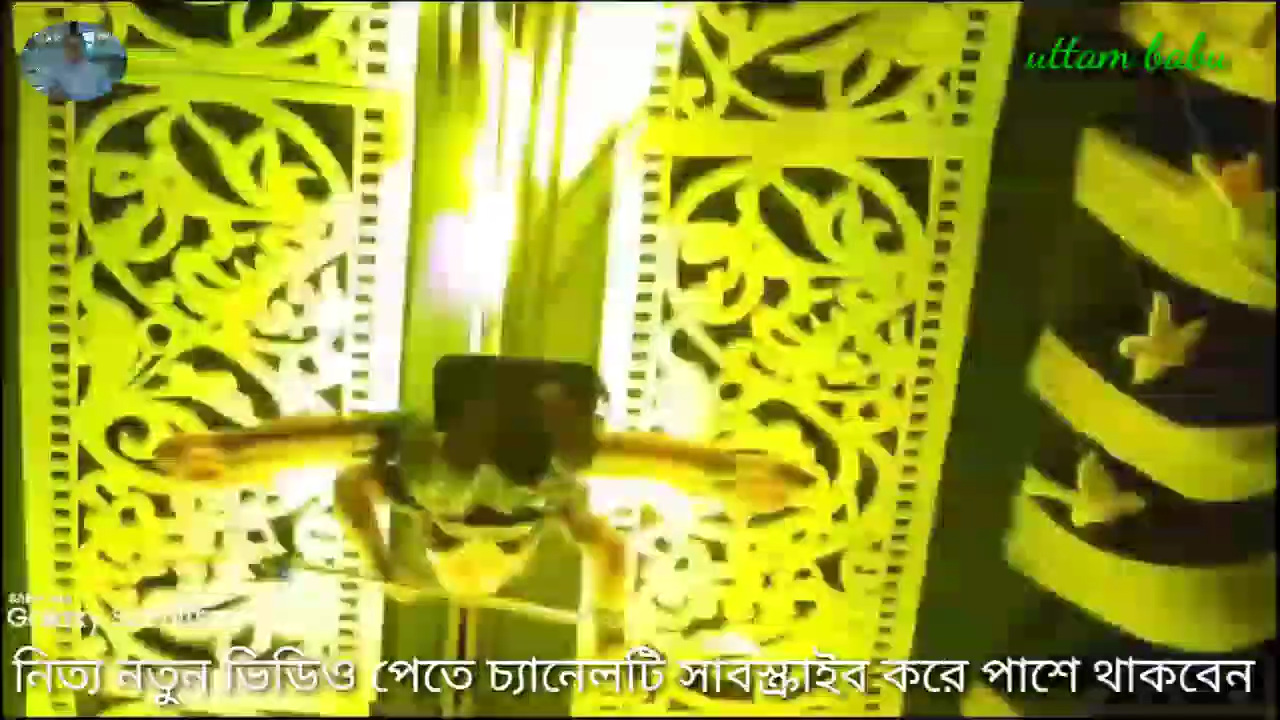 uttam babu
নিত্য নতুন ভিডিও পেতে চ্যানেলটি সাবস্ক্রাইব করে পাশে থাকবেন